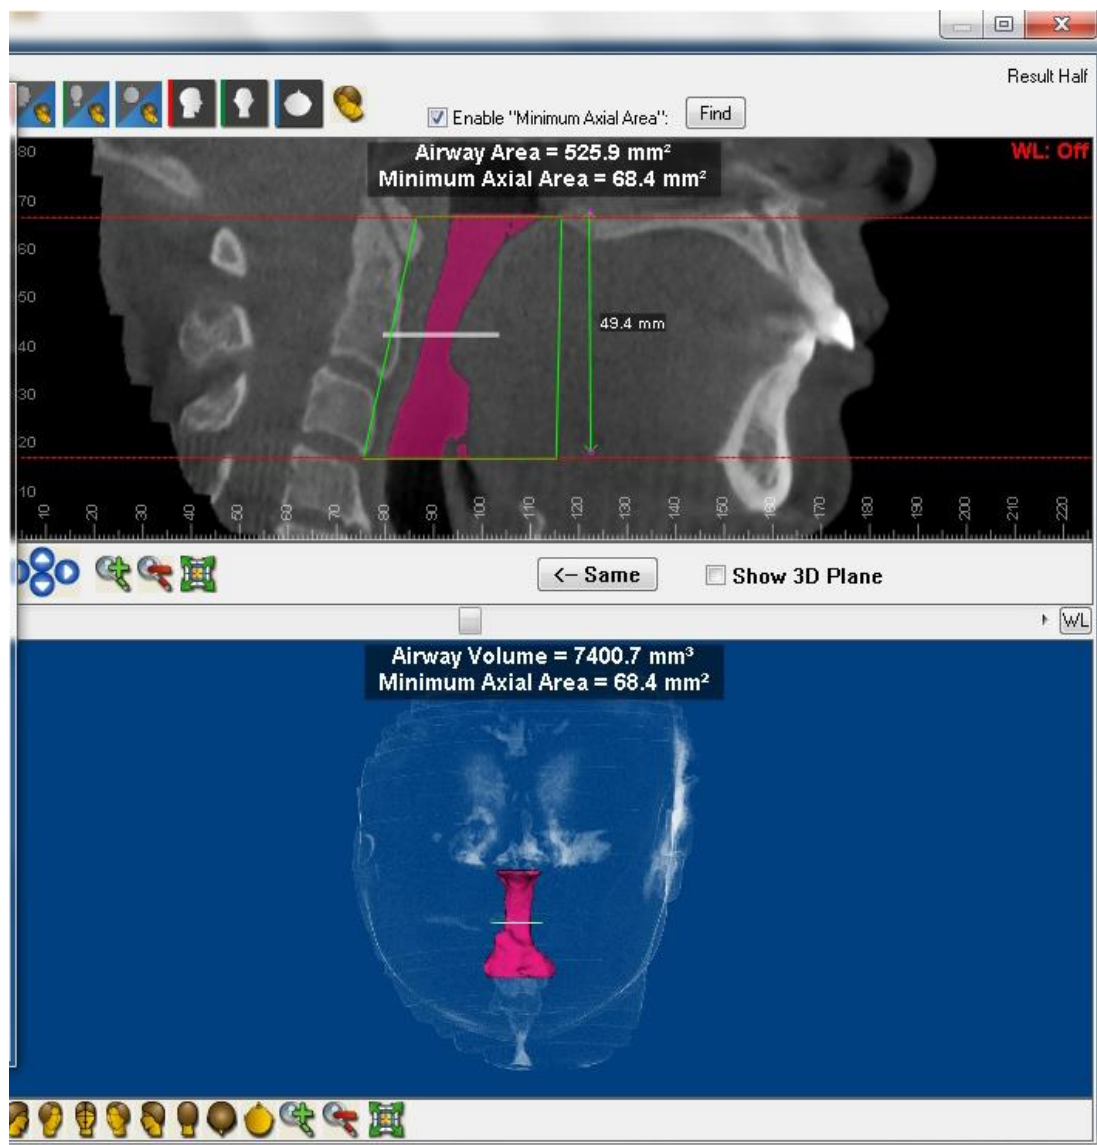 Result Half
Enable "Minimum Axial Area":
Find
Airway Area = 525.9 mm²
Minimum Axial Area = 68.4 mm²
WL: Off
80
70
60
50
40
30
20
10
49.4 mm
10 20 30 40 50 60 70 80 90 100 110 120 130 140 150 160 170 180 190 200 210 220
<– Same
Show 3D Plane
WL
Airway Volume = 7400.7 mm³
Minimum Axial Area = 68.4 mm²